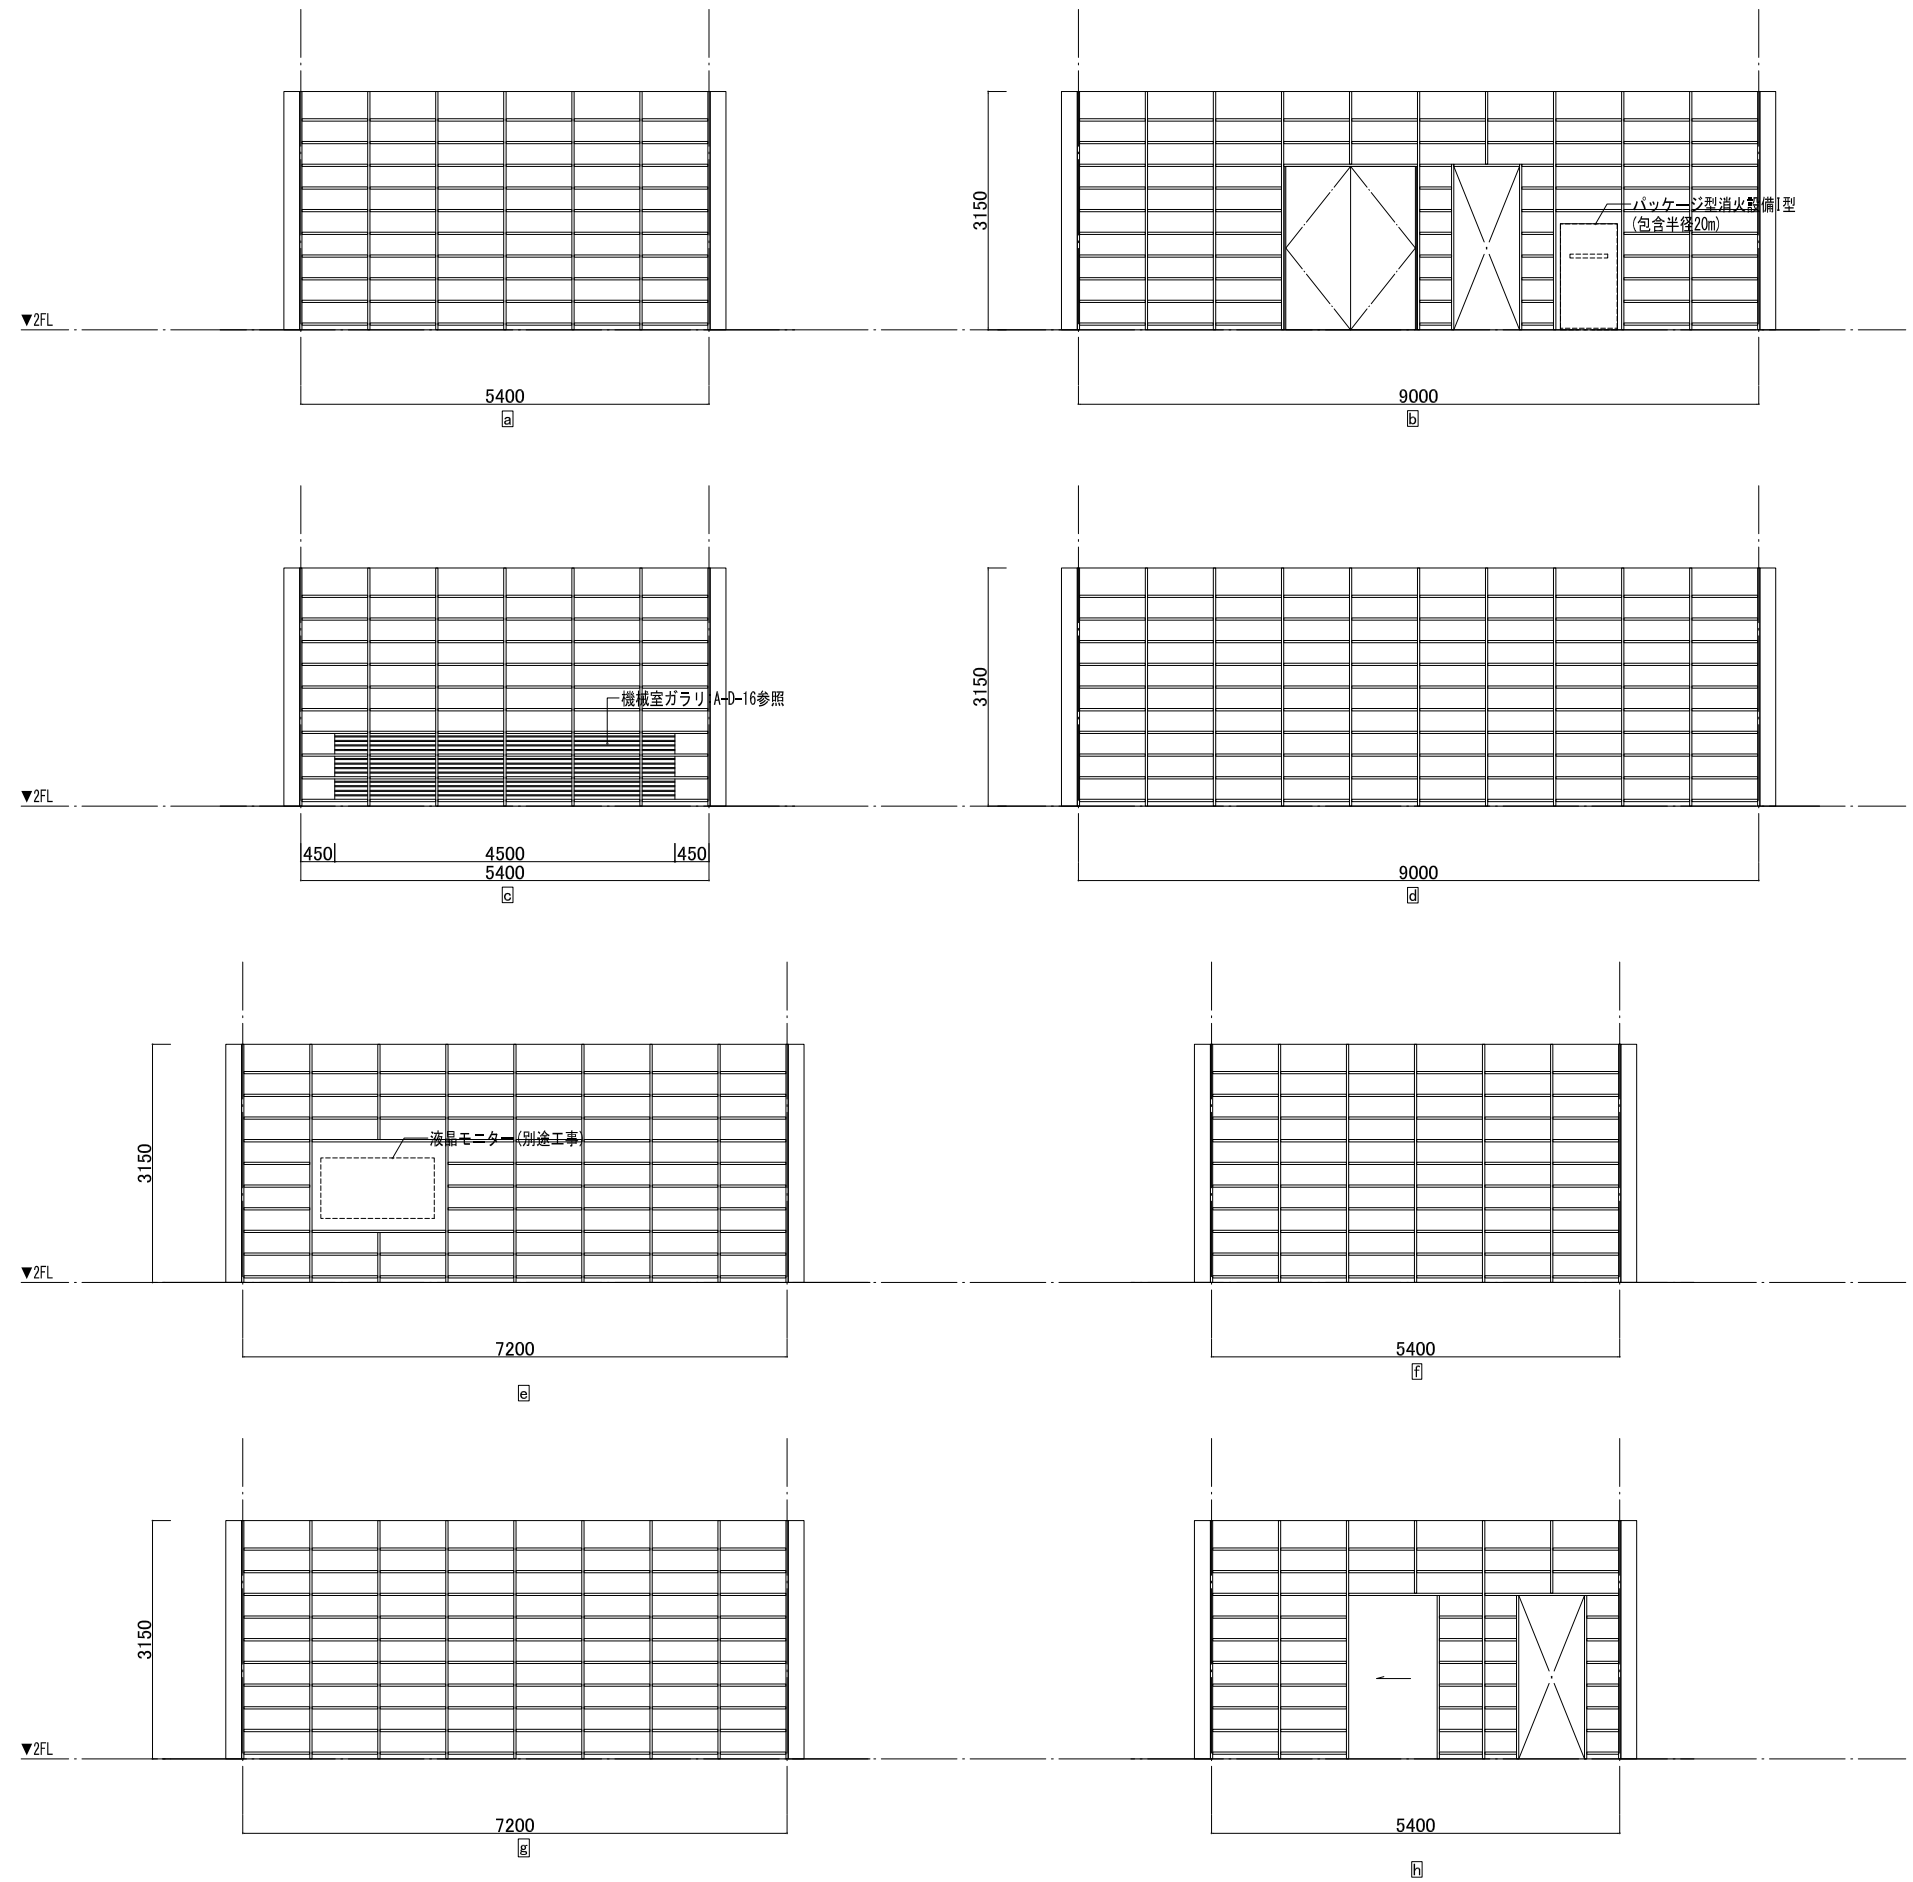 3150
パッケージ型消火設備I型
(包含半径20m)
▼2FL
5400
9000
a
b
3150
機械室ガラリ:A-D-16参照
▼2FL
450
4500
450
5400
9000
c
d
3150
液晶モニター(別途工事)
▼2FL
7200
5400
e
f
3150
▼2FL
7200
5400
g
h